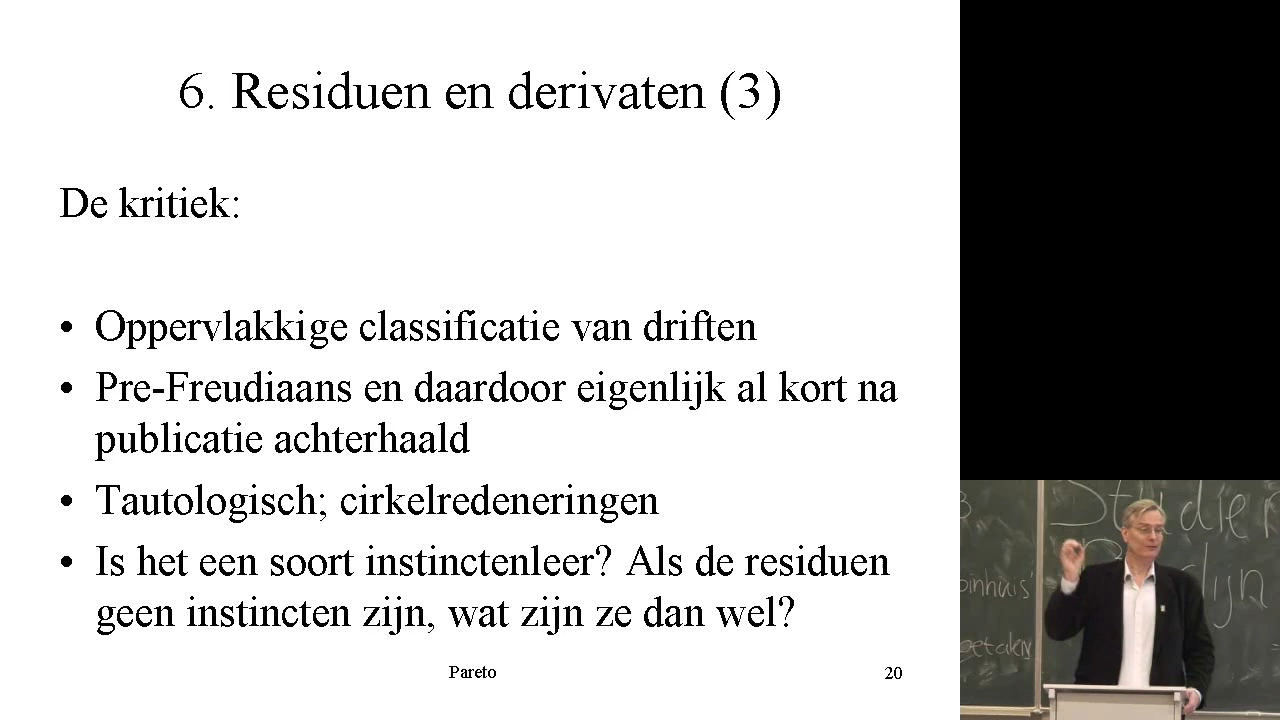 6. Residuen en derivaten (3)
De kritiek:
• Oppervlakkige classificatie van driften
• Pre-Freudiaans en daardoor eigenlijk al kort na
publicatie achterhaald
• Tautologisch; cirkelredeneringen
• Is het een soort instinctenleer? Als de residuen
geen instincten zijn, wat zijn ze dan wel?
Pareto
20
Studie